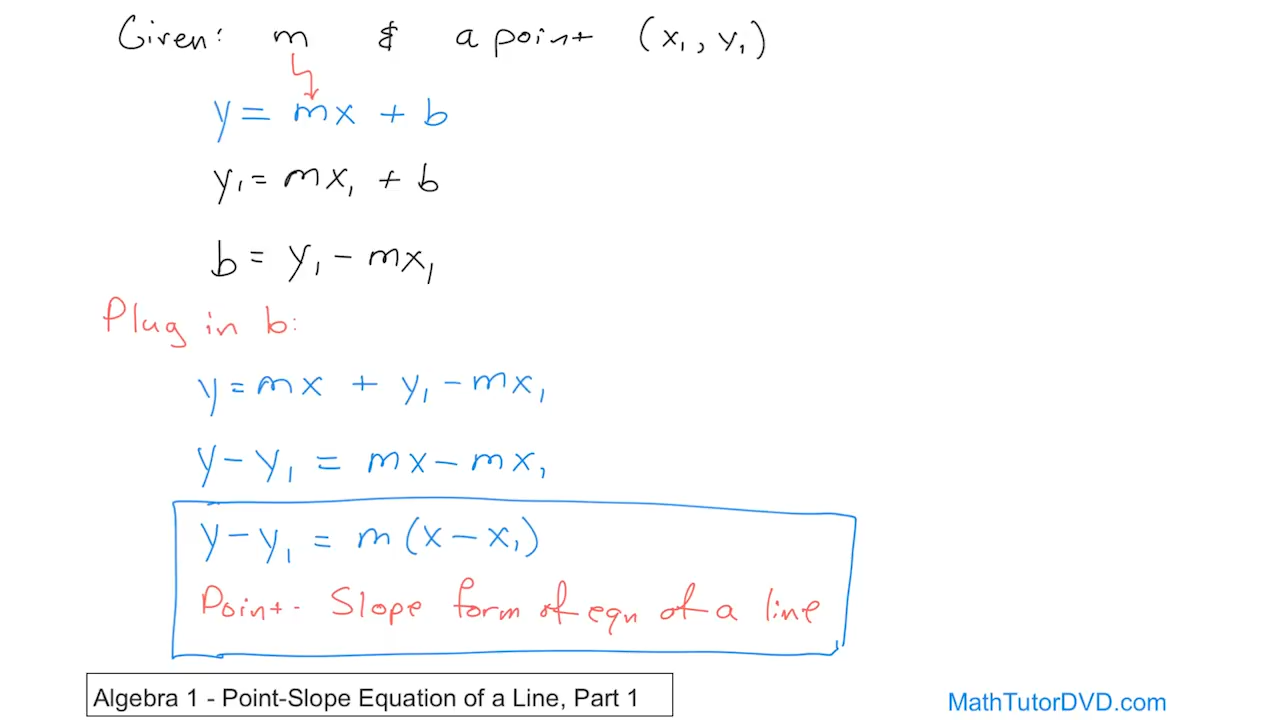 Given: m & a point (x₁, y₁)
y = mx + b
y₁ = mx₁ + b
b = y₁ - mx₁
Plug in b:
y = mx + y₁ - mx₁
y - y₁ = mx - mx₁
y - y₁ = m(x - x₁)
Point-Slope form of eqn of a line
Algebra 1 - Point-Slope Equation of a Line, Part 1
MathTutorDVD.com